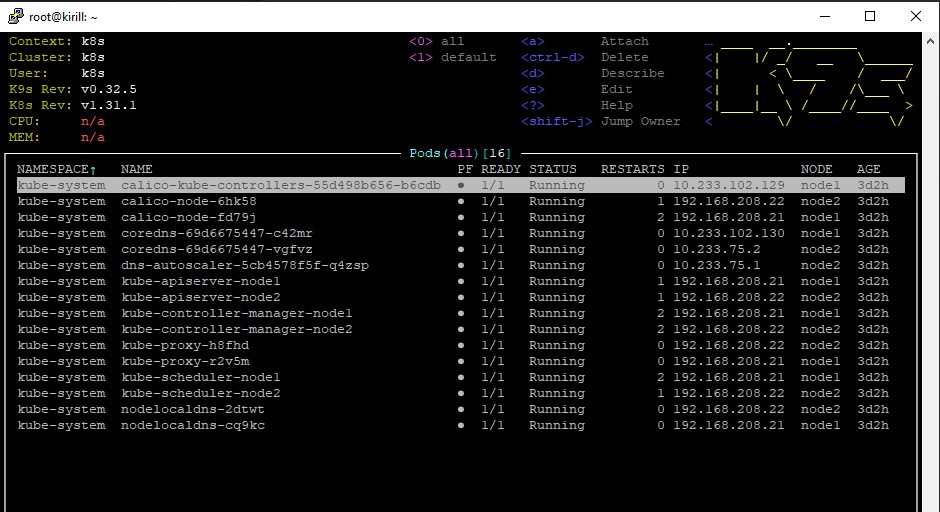 root@kirill: ~
Context: k8s <0> all <a> Attach
Cluster: k8s <1> default <ctrl-d> Delete
User: k8s <d> Describe
K9s Rev: v0.32.5 <e> Edit
K8s Rev: v1.31.1 <?> Help
CPU: n/a <shift-j> Jump Owner
MEM: n/a
Pods(all)[16]
NAMESPACE↑ NAME PF READY STATUS RESTARTS IP NODE AGE
kube-system calico-kube-controllers-55d498b656-b6cdb ● 1/1 Running 0 10.233.102.129 node1 3d2h
kube-system calico-node-6hk58 ● 1/1 Running 1 192.168.208.22 node2 3d2h
kube-system calico-node-fd79j ● 1/1 Running 2 192.168.208.21 node1 3d2h
kube-system coredns-69d6675447-c42mr ● 1/1 Running 0 10.233.102.130 node1 3d2h
kube-system coredns-69d6675447-vgfvz ● 1/1 Running 0 10.233.75.2 node2 3d2h
kube-system dns-autoscaler-5cb4578f5f-q4zsp ● 1/1 Running 0 10.233.75.1 node2 3d2h
kube-system kube-apiserver-node1 ● 1/1 Running 1 192.168.208.21 node1 3d2h
kube-system kube-apiserver-node2 ● 1/1 Running 1 192.168.208.22 node2 3d2h
kube-system kube-controller-manager-node1 ● 1/1 Running 2 192.168.208.21 node1 3d2h
kube-system kube-controller-manager-node2 ● 1/1 Running 2 192.168.208.22 node2 3d2h
kube-system kube-proxy-h8fhd ● 1/1 Running 0 192.168.208.22 node2 3d2h
kube-system kube-proxy-r2v5m ● 1/1 Running 0 192.168.208.21 node1 3d2h
kube-system kube-scheduler-node1 ● 1/1 Running 2 192.168.208.21 node1 3d2h
kube-system kube-scheduler-node2 ● 1/1 Running 1 192.168.208.22 node2 3d2h
kube-system nodelocaldns-2dtwt ● 1/1 Running 0 192.168.208.22 node2 3d2h
kube-system nodelocaldns-cq9kc ● 1/1 Running 0 192.168.208.21 node1 3d2h